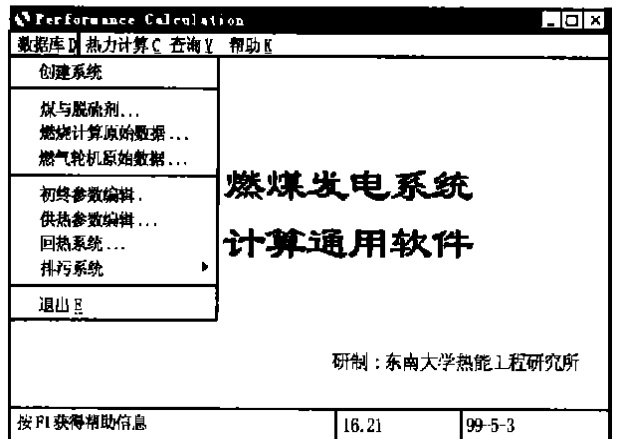 Performance Calculation
数据库D 热力计算C 查询V 帮助H
创建系统
煤与脱硫剂...
燃烧计算原始数据...
燃气轮机原始数据...
初终参数编辑.
供热参数编辑...
回热系统...
排污系统
退出E
燃煤发电系统
计算通用软件
研制:东南大学热能工程研究所
按F1获得帮助信息 16.21 99-5-3